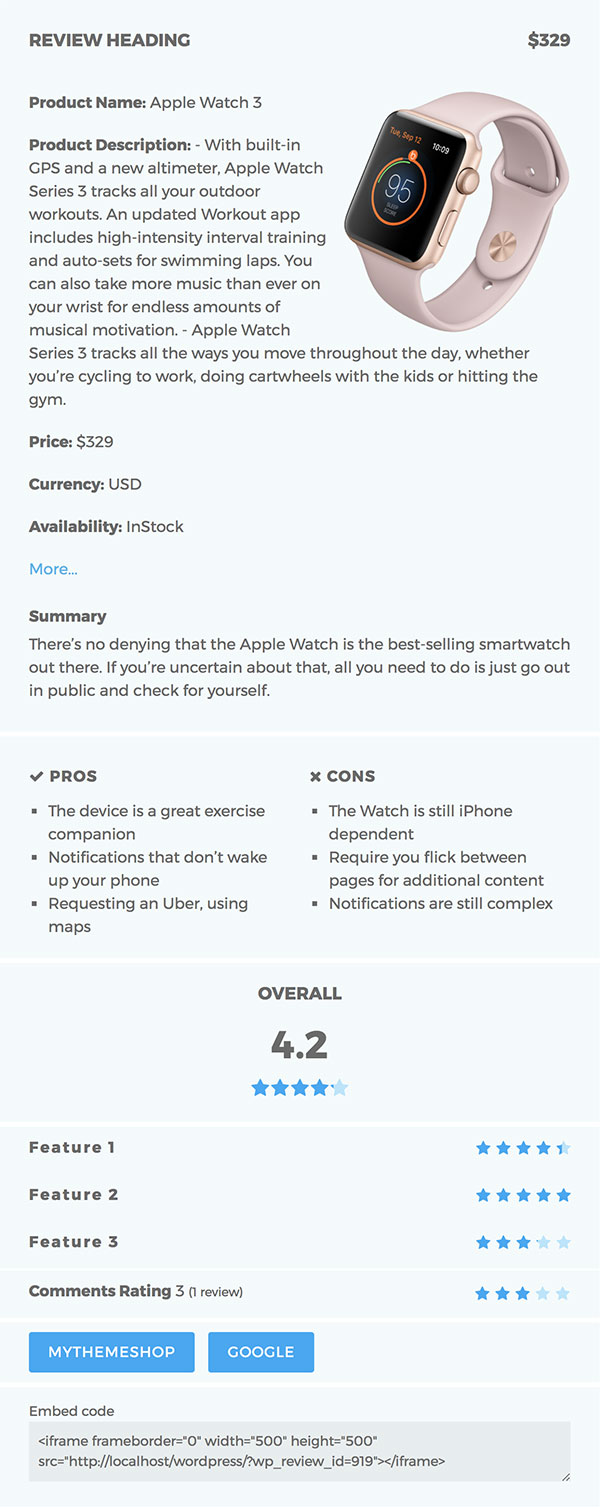 REVIEW HEADING $329
Product Name: Apple Watch 3
Tue, Sep 12
10:09
95
SLEEP
SCORE
Product Description: - With built-in
GPS and a new altimeter, Apple Watch
Series 3 tracks all your outdoor
workouts. An updated Workout app
includes high-intensity interval training
and auto-sets for swimming laps. You
can also take more music than ever on
your wrist for endless amounts of
musical motivation. - Apple Watch
Series 3 tracks all the ways you move throughout the day, whether
you’re cycling to work, doing cartwheels with the kids or hitting the
gym.
Price: $329
Currency: USD
Availability: InStock
More...
Summary
There’s no denying that the Apple Watch is the best-selling smartwatch
out there. If you’re uncertain about that, all you need to do is just go out
in public and check for yourself.
PROS
The device is a great exercise
companion
Notifications that don’t wake
up your phone
Requesting an Uber, using
maps
CONS
The Watch is still iPhone
dependent
Require you flick between
pages for additional content
Notifications are still complex
OVERALL
4.2
Feature 1
Feature 2
Feature 3
Comments Rating 3 (1 review)
MYTHEMESHOP GOOGLE
Embed code
<iframe frameborder="0" width="500" height="500"
src="http://localhost/wordpress/?wp_review_id=919"></iframe>